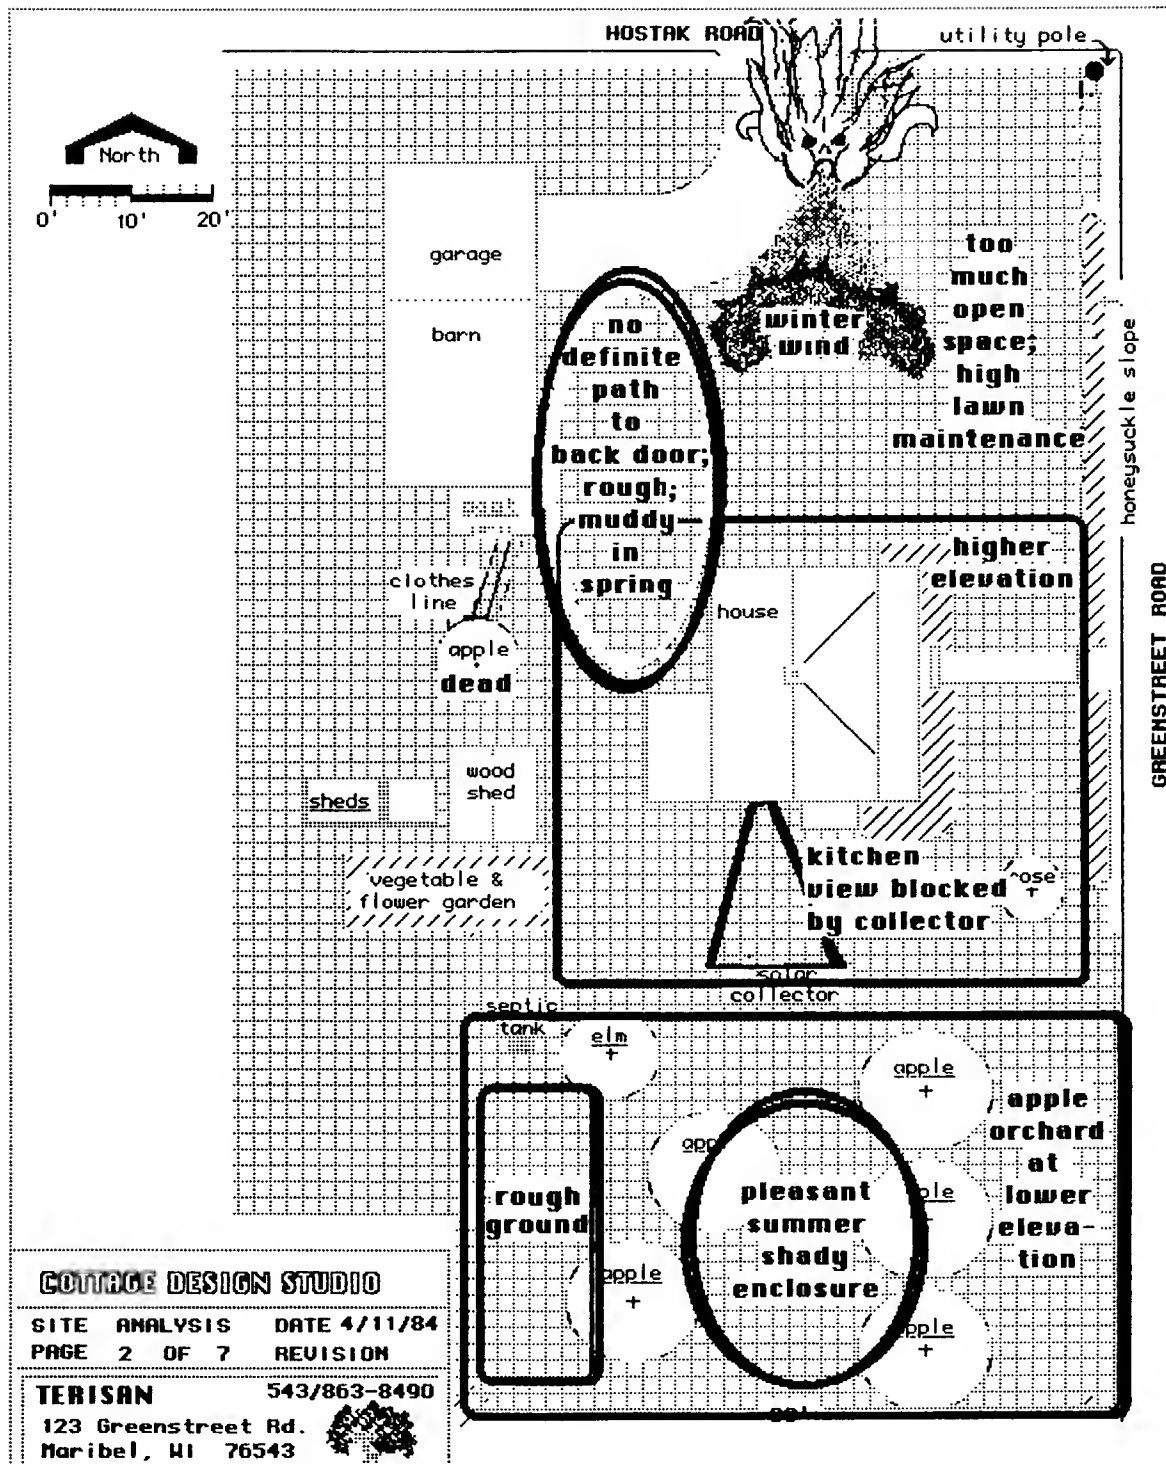 HOSTAK ROAD
utility pole
North
0' 10' 20'
garage
barn
no
definite
path
to
back door;
rough;
muddy
in
spring
winter
wind
too
much
open
space;
high
lawn
maintenance
honeysuckle slope
GREENSTREET ROAD
higher
elevation
house
clothes
line
apple
dead
wood
shed
sheds
vegetable &
flower garden
kitchen
view blocked
by collector
solar
collector
septic
tank
elm
apple
apple
orchard
at
lower
eleva-
tion
rough
ground
pleasant
summer
shady
enclosure
apple
COTTAGE DESIGN STUDIO
SITE ANALYSIS DATE 4/11/84
PAGE 2 OF 7 REVISION
TERISAN 543/863-8490
123 Greenstreet Rd.
Maribel, WI 76543